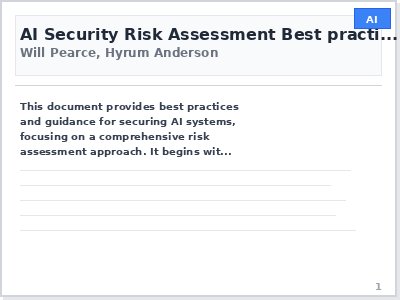 AI
AI Security Risk Assessment Best practi...
Will Pearce, Hyrum Anderson
This document provides best practices
and guidance for securing AI systems,
focusing on a comprehensive risk
assessment approach. It begins wit...
1